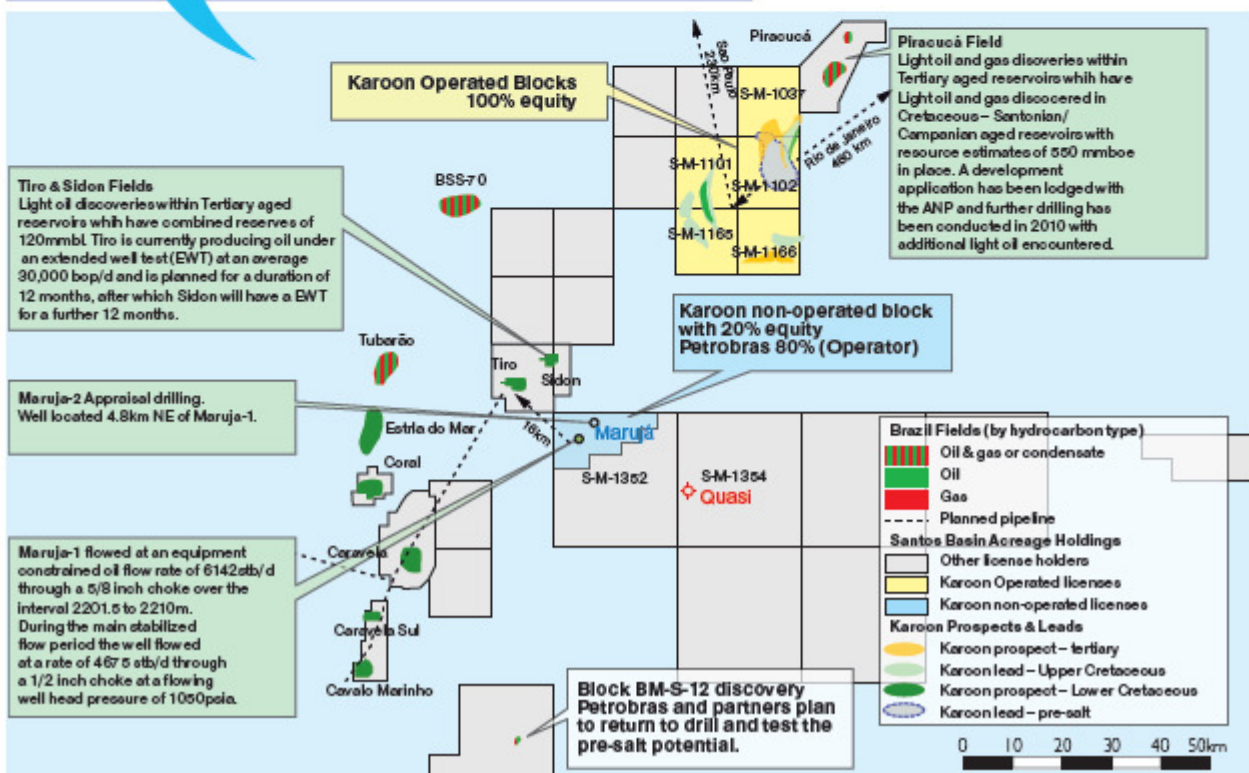 Karoon Operated Blocks
100% equity
Sao Paulo
230km
Piracucá
Piracucá Field
Light oil and gas disoveries within
Tertiary aged reservoirs whih have
Light oil and gas discocered in
Cretaceous – Santonian/
Campanian aged resevoirs with
resource estimates of 550 mmboe
in place. A development
application has been lodged with
the ANP and further drilling has
been conducted in 2010 with
additional light oil encountered.
S-M-1037
Rio de Janeiro
460 km
S-M-1101
S-M-1102
S-M-1165
S-M-1166
Tiro & Sidon Fields
Light oil discoveries within Tertiary aged
reservoirs whih have combined reserves of
120mmbl. Tiro is currently producing oil under
an extended well test (EWT) at an average
30,000 bop/d and is planned for a duration of
12 months, after which Sidon will have a EWT
for a further 12 months.
BSS-70
Karoon non-operated block
with 20% equity
Petrobras 80% (Operator)
Tubarão
Tiro
Sidon
Maruja-2 Appraisal drilling.
Well located 4.8km NE of Maruja-1.
Estrla do Mar
16km
Marujá
Coral
S-M-1352
S-M-1354
Quasi
Maruja-1 flowed at an equipment
constrained oil flow rate of 6142stb/d
through a 5/8 inch choke over the
interval 2201.5 to 2210m.
During the main stabilized
flow period the well flowed
at a rate of 4675 stb/d through
a 1/2 inch choke at a flowing
well head pressure of 1050psia.
Caravela
Caravela Sul
Cavalo Marinho
Block BM-S-12 discovery
Petrobras and partners plan
to return to drill and test the
pre-salt potential.
Brazil Fields (by hydrocarbon type)
Oil & gas or condensate
Oil
Gas
Planned pipeline
Santos Basin Acreage Holdings
Other license holders
Karoon Operated licenses
Karoon non-operated licenses
Karoon Prospects & Leads
Karoon prospect – tertiary
Karoon lead – Upper Cretaceous
Karoon prospect – Lower Cretaceous
Karoon lead – pre-salt
0 10 20 30 40 50km